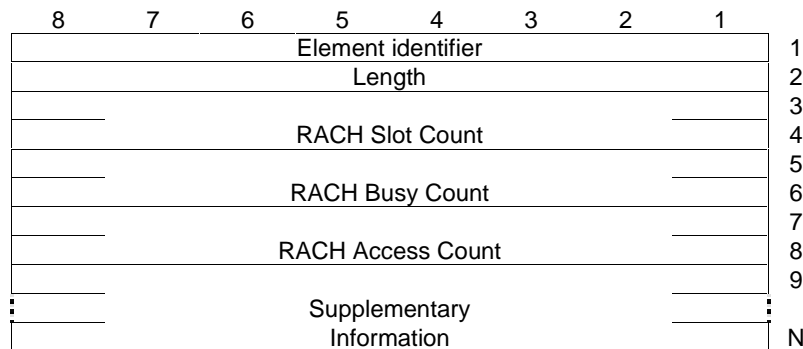 8 7 6 5 4 3 2 1
Element identifier 1
Length 2
3
RACH Slot Count 4
5
RACH Busy Count 6
7
RACH Access Count 8
9
Supplementary
Information N